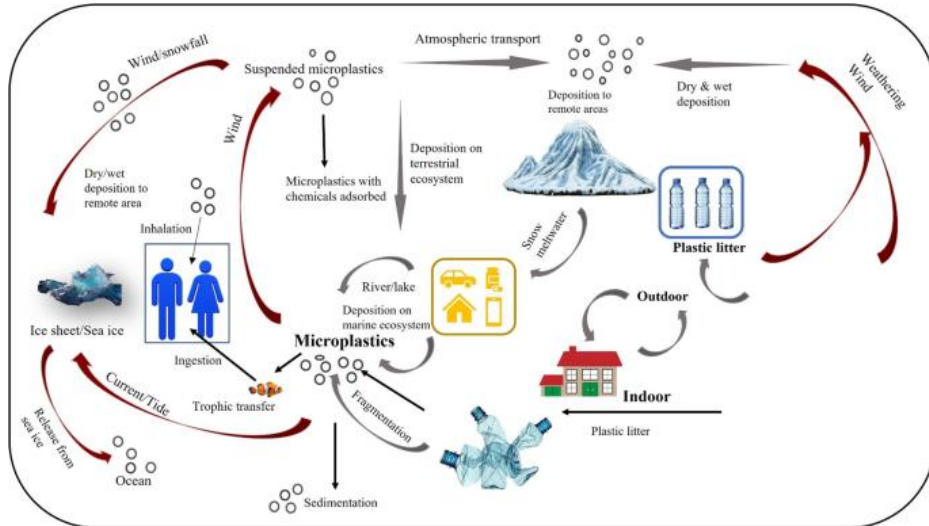 Wind/snowfall
Suspended microplastics
Atmospheric transport
Deposition to
remote areas
Dry & wet
deposition
Weathering
Wind
Wind
Dry/wet
deposition to
remote area
Microplastics with
chemicals adsorbed
Deposition on
terrestrial
ecosystem
Inhalation
Snow
meltwater
Plastic litter
River/lake
Deposition on
marine ecosystem
Outdoor
Ice sheet/Sea ice
Microplastics
Ingestion
Trophic transfer
Fragmentation
Indoor
Plastic litter
Current/Tide
Release from
sea ice
Ocean
Sedimentation